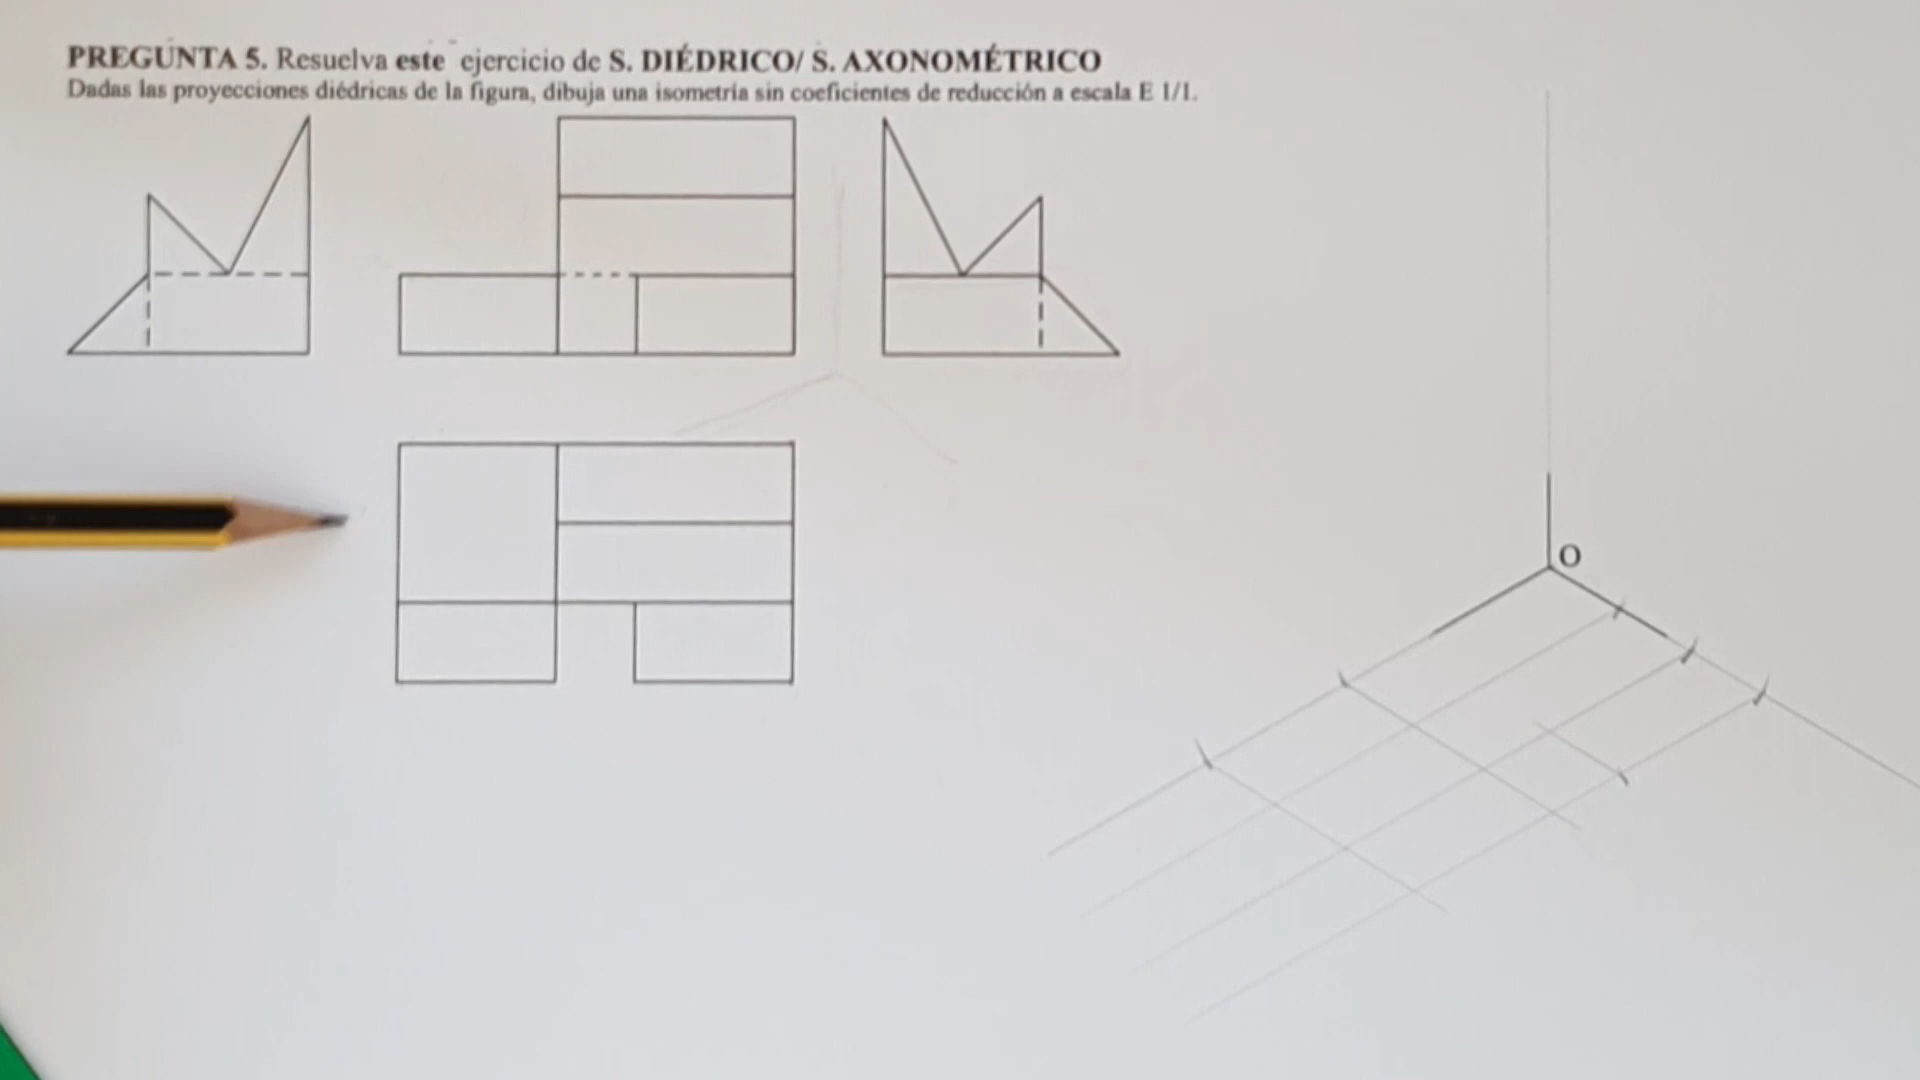 PREGUNTA 5. Resuelva este ejercicio de S. DIÉDRICO/ S. AXONOMÉTRICO
Dadas las proyecciones diédricas de la figura, dibuja una isometría sin coeficientes de reducción a escala E 1/1.
O